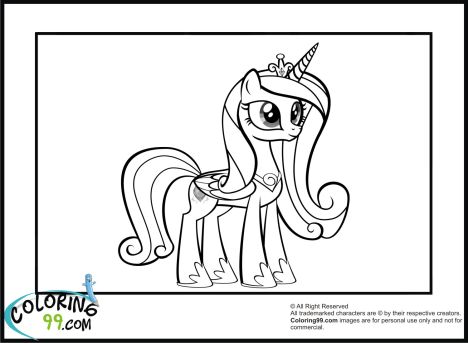 COLORING
99.COM
© All Right Reserved
All trademarked characters are © by their respective creators.
Coloring99.com images are for personal use only and not for
commercial.